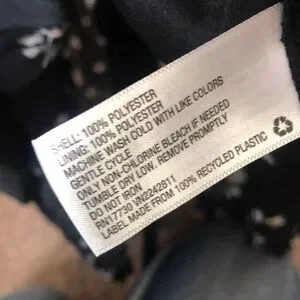 SHELL: 100% POLYESTER
LINING: 100% POLYESTER
MACHINE WASH COLD WITH LIKE COLORS
GENTLE CYCLE
ONLY NON-CHLORINE BLEACH IF NEEDED
TUMBLE DRY LOW. REMOVE PROMPTLY
DO NOT IRON
RN17730 VN2242811
LABEL MADE FROM 100% RECYCLED PLASTIC